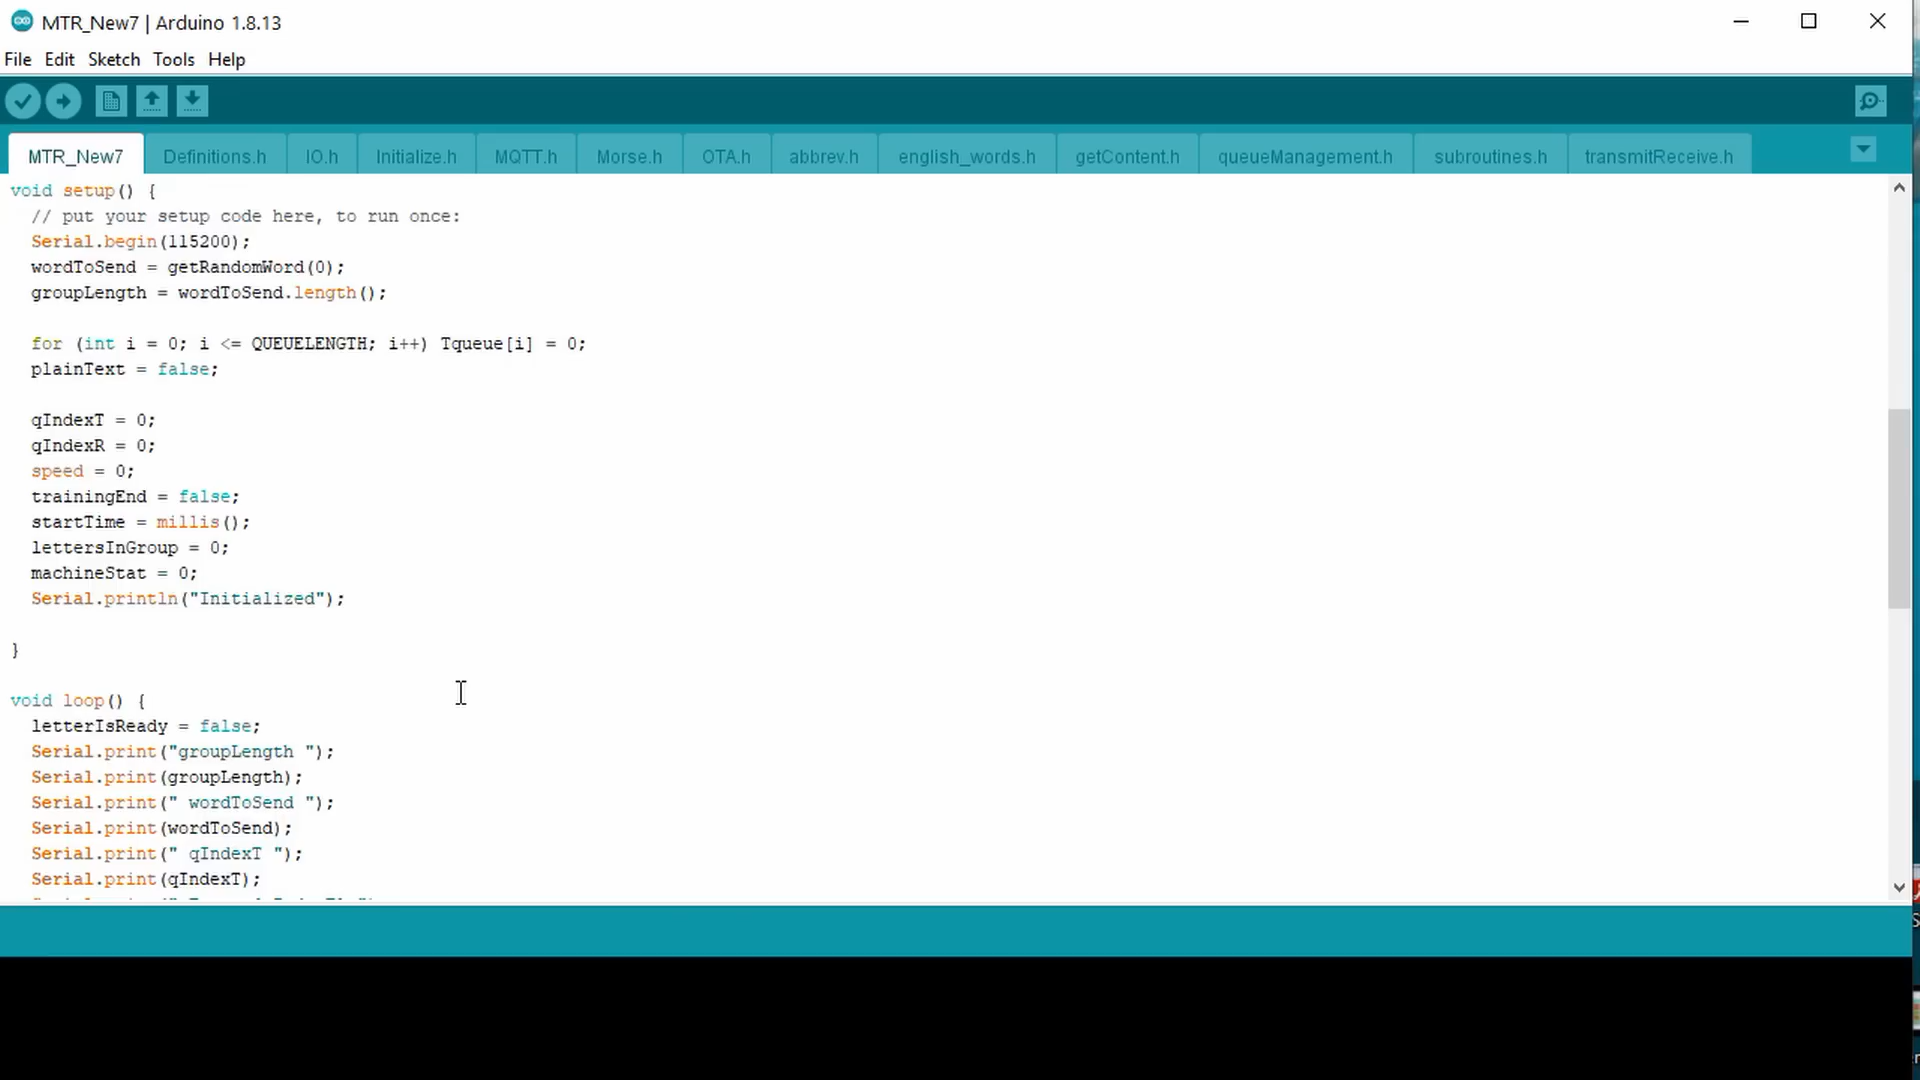 MTR_New7 | Arduino 1.8.13
File Edit Sketch Tools Help
MTR_New7 Definitions.h IO.h Initialize.h MQTT.h Morse.h OTA.h abbrev.h english_words.h getContent.h queueManagement.h subroutines.h transmitReceive.h
void setup() {
  // put your setup code here, to run once:
  Serial.begin(115200);
  wordToSend = getRandomWord(0);
  groupLength = wordToSend.length();
  for (int i = 0; i <= QUEUELENGTH; i++) Tqueue[i] = 0;
  plainText = false;
  qIndexT = 0;
  qIndexR = 0;
  speed = 0;
  trainingEnd = false;
  startTime = millis();
  lettersInGroup = 0;
  machineStat = 0;
  Serial.println("Initialized");
}
void loop() {
  letterIsReady = false;
  Serial.print("groupLength ");
  Serial.print(groupLength);
  Serial.print(" wordToSend ");
  Serial.print(wordToSend);
  Serial.print(" qIndexT ");
  Serial.print(qIndexT);